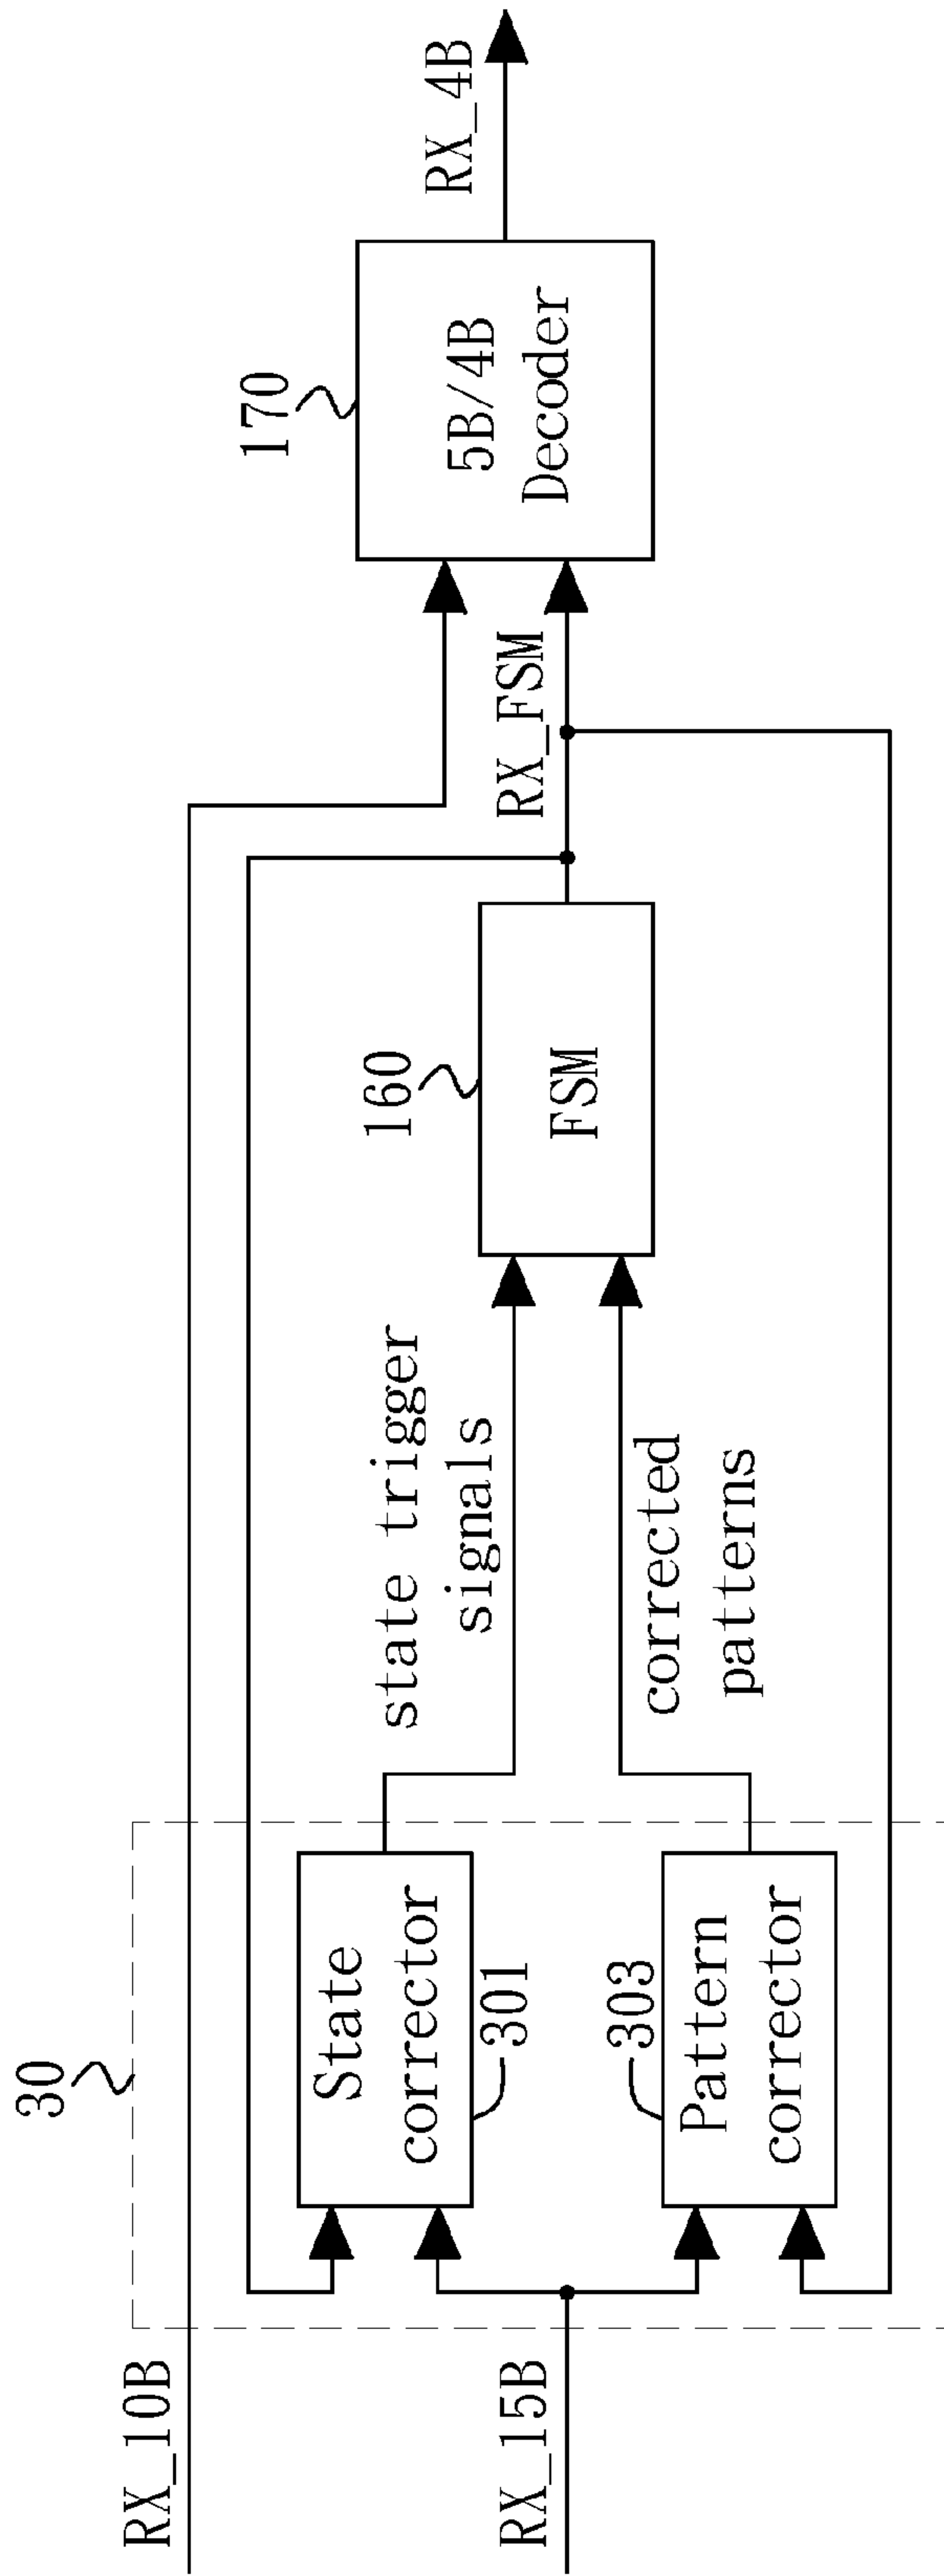 RX_10B
RX_15B
30
State
corrector
301
303
Pattern
corrector
state trigger
signals
corrected
patterns
160
FSM
RX_FSM
170
5B/4B
Decoder
RX_4B